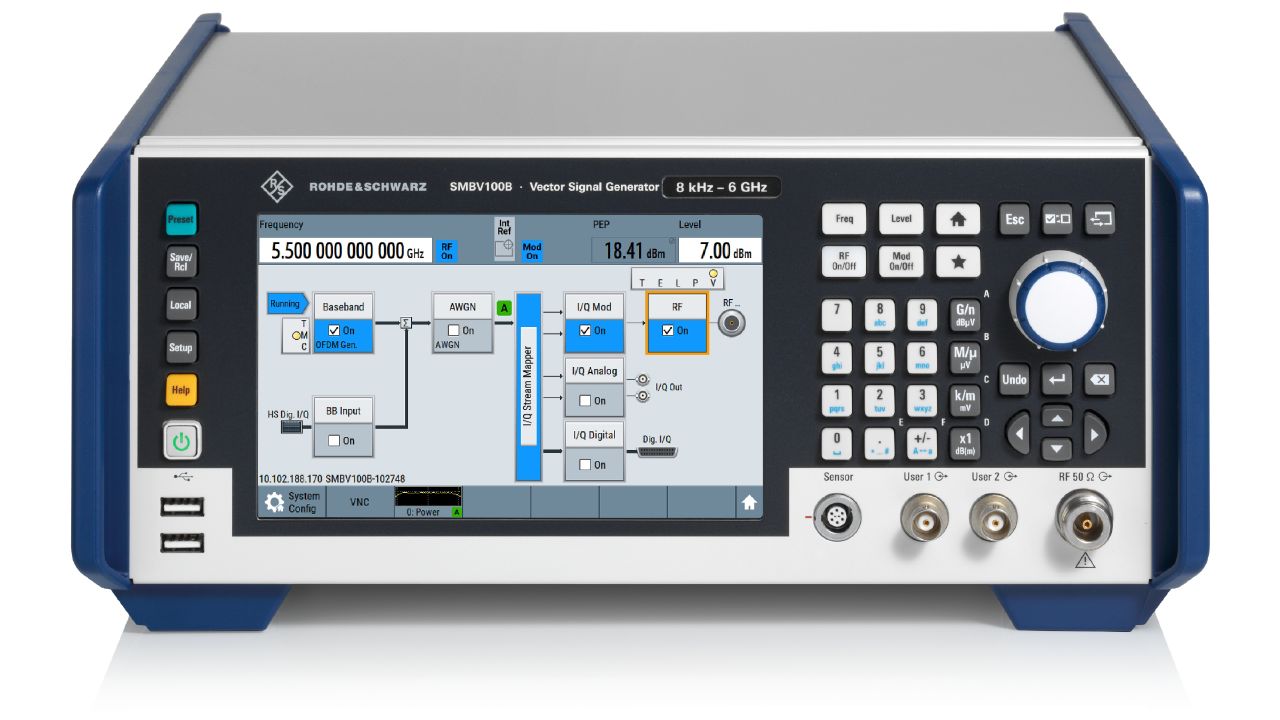 R&S
ROHDE&SCHWARZ SMBV100B · Vector Signal Generator 8 kHz – 6 GHz
Preset
Save/
Rcl
Local
Setup
Help
Frequency
5.500 000 000 000 GHz
RF
On
Int
Ref
Mod
On
PEP
18.41 dBm
Level
7.00 dBm
T E L P V
Running
Baseband
On
OFDM Gen.
T
M
C
Σ
AWGN
On
AWGN
A
I/Q Stream Mapper
I/Q Mod
On
RF
On
RF ...
I/Q Analog
On
I/Q Out
I/Q Digital
On
Dig. I/Q
HS Dig. I/Q
BB Input
On
10.102.188.170 SMBV100B-102748
System
Config
VNC
0: Power A
Freq
Level
Esc
RF
On/Off
Mod
On/Off
7
8
abc
9
def
G/n
dBµV
A
4
ghi
5
jkl
6
mno
M/µ
µV
B
1
pqrs
2
tuv
3
wxyz
k/m
mV
C
0
.
* ... #
+/-
A↔a
x1
dB(m)
E
F
D
Undo
Sensor
User 1
User 2
RF 50 Ω